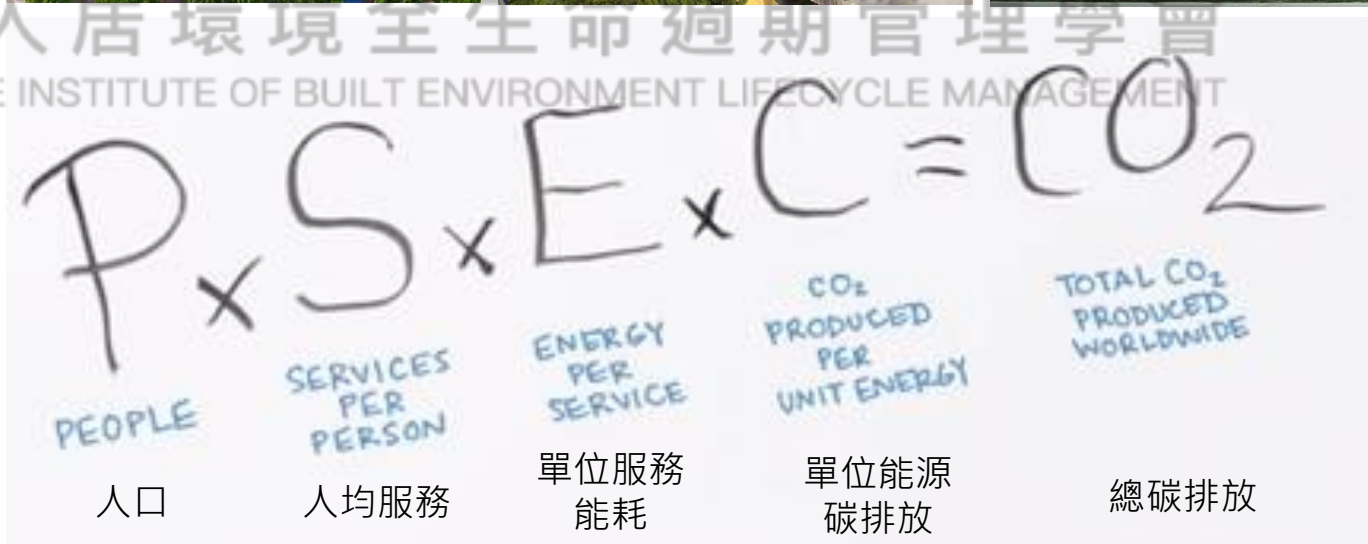 人居環境全生命週期管理學會
E INSTITUTE OF BUILT ENVIRONMENT LIFECYCLE MANAGEMENT
P x S x E x C = CO₂
PEOPLE
SERVICES
PER
PERSON
ENERGY
PER
SERVICE
CO₂
PRODUCED
PER
UNIT ENERGY
TOTAL CO₂
PRODUCED
WORLDWIDE
人口
人均服務
單位服務
能耗
單位能源
碳排放
總碳排放